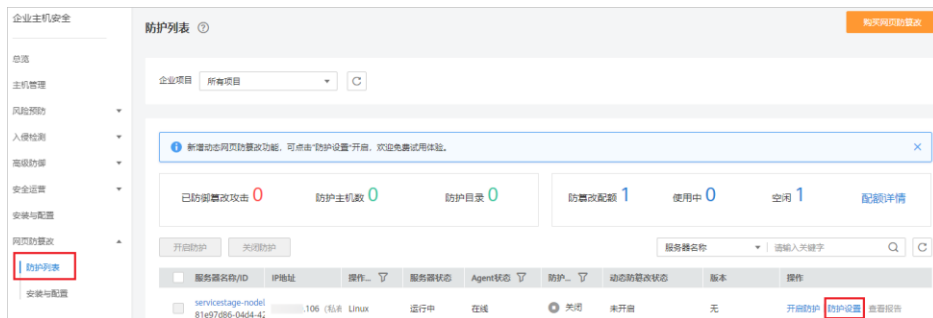 企业主机安全
总览
主机管理
风险预防
入侵检测
高级防御
安全运营
安装与配置
网页防篡改
防护列表
安装与配置
防护列表
购买网页防篡改
企业项目 所有项目
新增动态网页防篡改功能，可点击“防护设置”开启，欢迎免费试用体验。
已防御篡改攻击 0 防护主机数 0 防护目录 0 防篡改配额 1 使用中 0 空闲 1 配额详情
开启防护 关闭防护 服务器名称 请输入关键字
服务器名称/ID IP地址 操作... 服务器状态 Agent状态 防护... 动态防篡改状态 版本 操作
servicestage-nodel .106 (私有 Linux 运行中 在线 关闭 未开启 无 开启防护 防护设置 查看报告
81e97d86-04d4-42